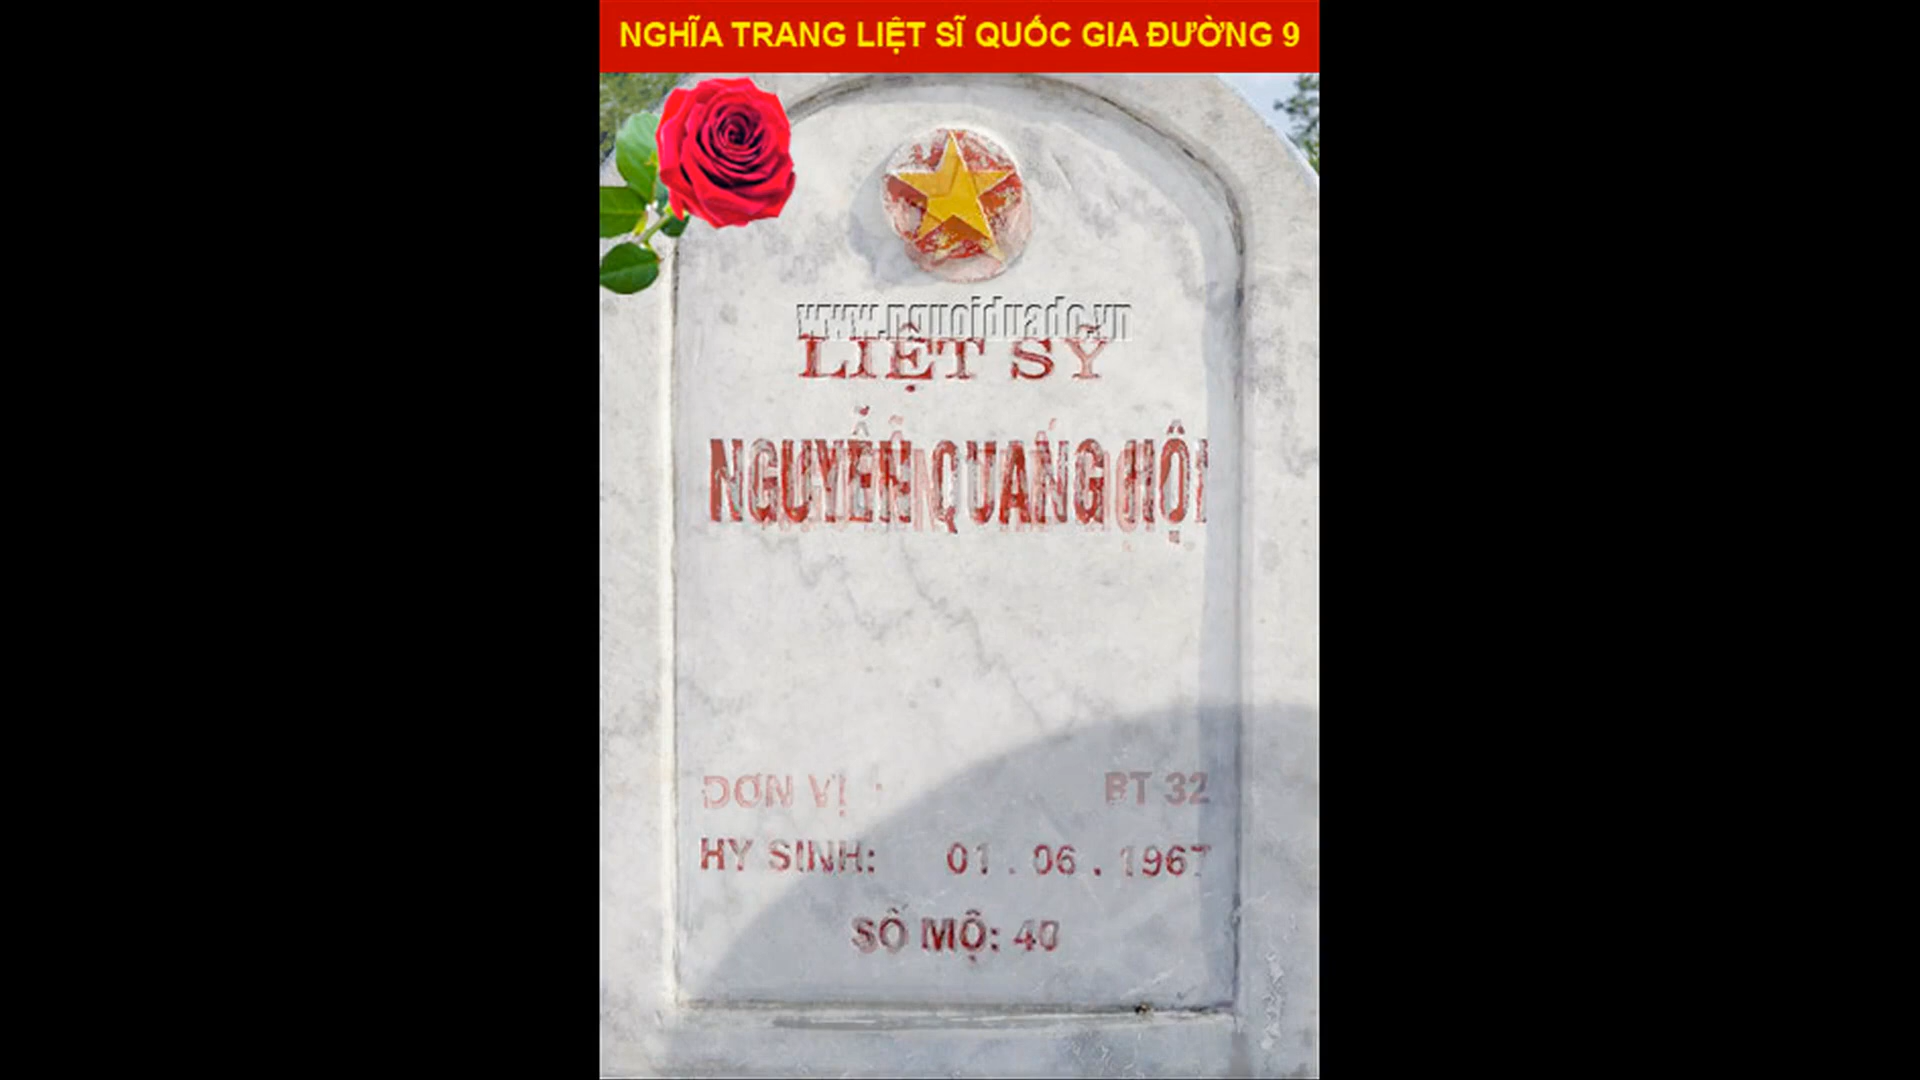 NGHĨA TRANG LIỆT SĨ QUỐC GIA ĐƯỜNG 9
www.nguoiduado.vn
LIỆT SỸ
NGUYỄN QUANG HỘI
ĐƠN VỊ : BT 32
HY SINH: 01 . 06 . 1967
SỐ MỘ: 40